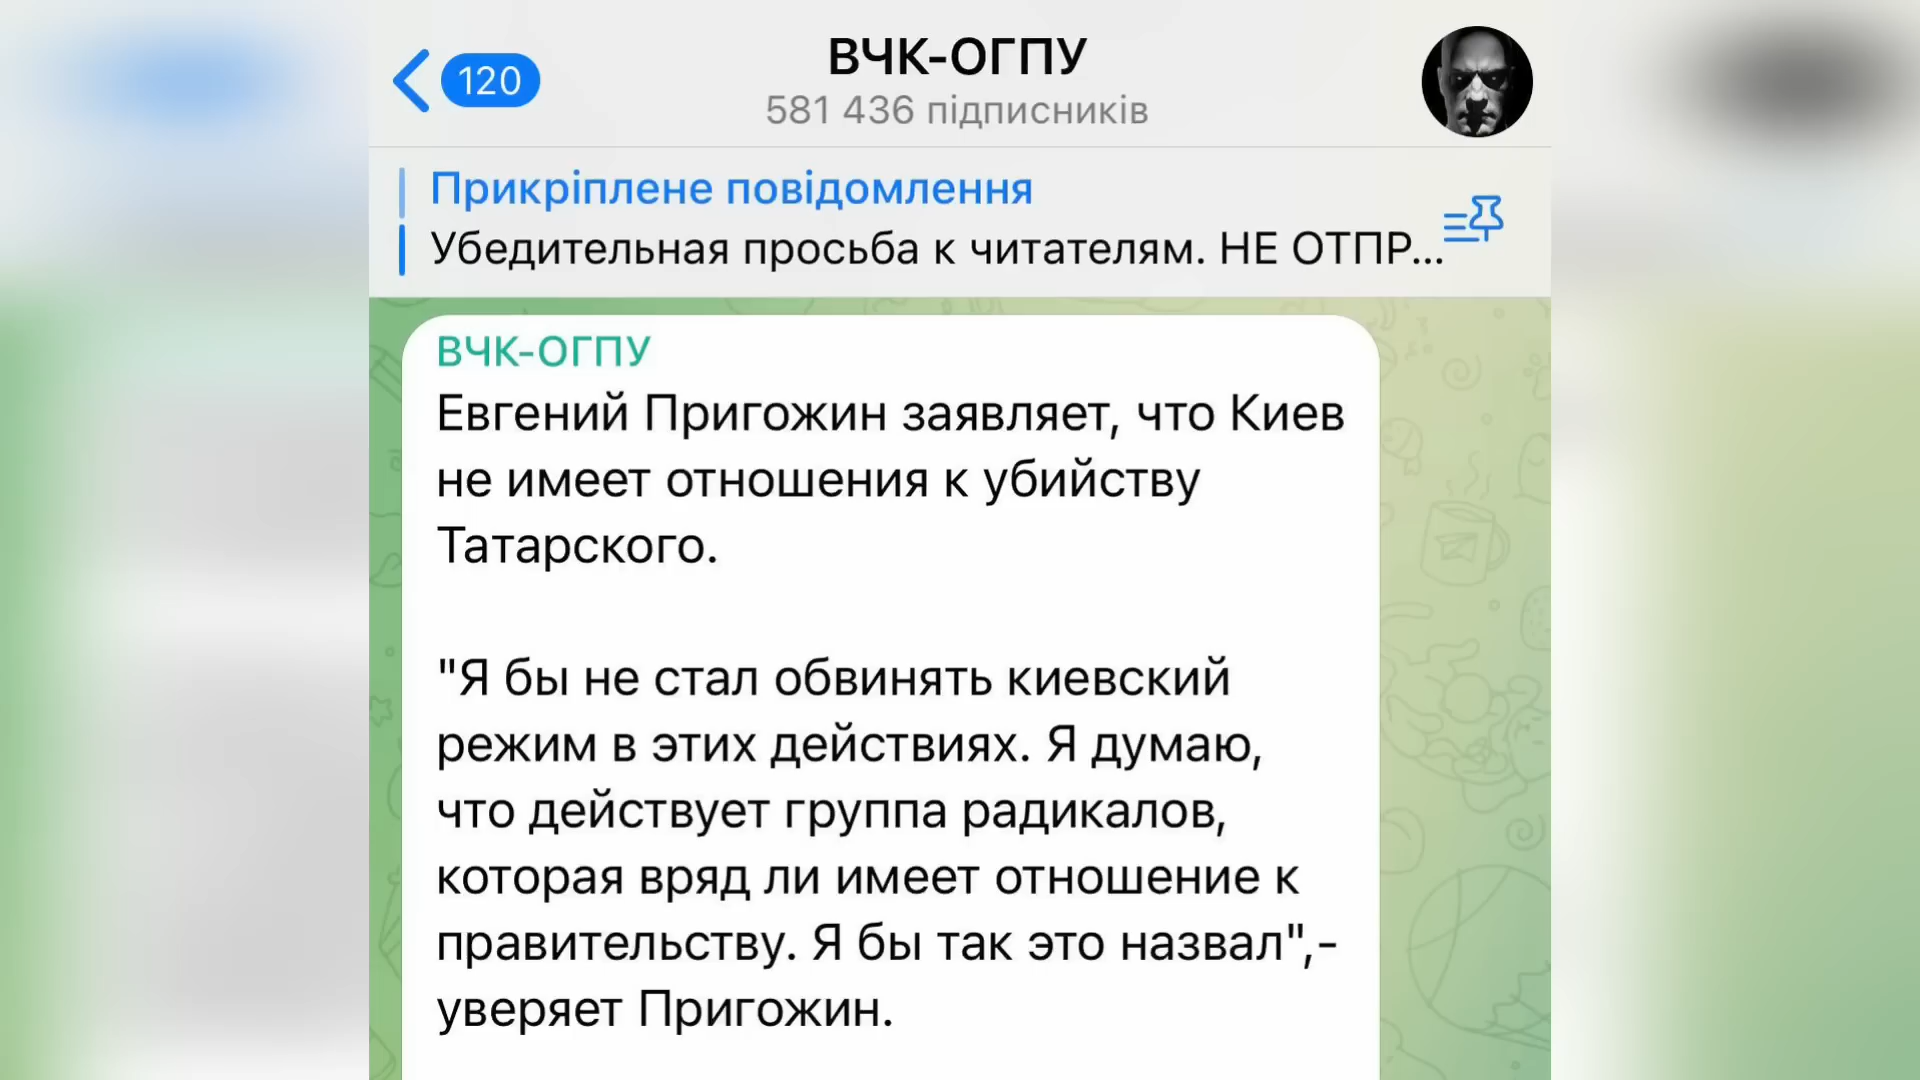 120
ВЧК-ОГПУ
581 436 підписників
Прикріплене повідомлення
Убедительная просьба к читателям. НЕ ОТПР...
ВЧК-ОГПУ
Евгений Пригожин заявляет, что Киев
не имеет отношения к убийству
Татарского.
"Я бы не стал обвинять киевский
режим в этих действиях. Я думаю,
что действует группа радикалов,
которая вряд ли имеет отношение к
правительству. Я бы так это назвал",-
уверяет Пригожин.